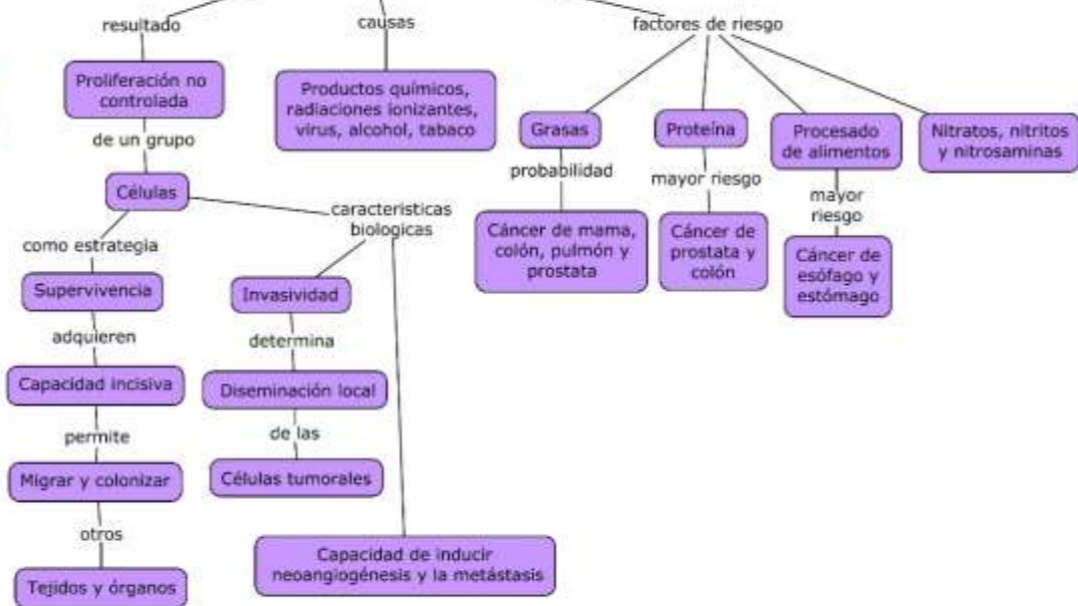 resultado
Proliferación no
controlada
de un grupo
Células
como estrategia
Supervivencia
adquieren
Capacidad incisiva
permite
Migrar y colonizar
otros
Tejidos y órganos
caracteristicas
biologicas
Invasividad
determina
Diseminación local
de las
Células tumorales
Capacidad de inducir
neoangiogénesis y la metástasis
causas
Productos químicos,
radiaciones ionizantes,
virus, alcohol, tabaco
factores de riesgo
Grasas
probabilidad
Cáncer de mama,
colón, pulmón y
prostata
Proteína
mayor riesgo
Cáncer de
prostata y
colón
Procesado
de alimentos
mayor
riesgo
Cáncer de
esófago y
estómago
Nitratos, nitritos
y nitrosaminas